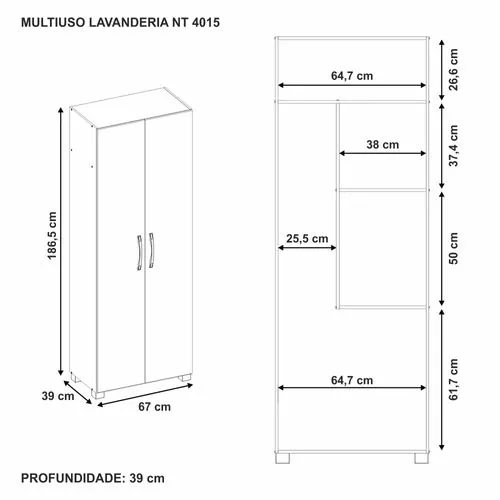 MULTIUSO LAVANDERIA NT 4015
64,7 cm
26,6 cm
38 cm
37,4 cm
186,5 cm
25,5 cm
50 cm
64,7 cm
61,7 cm
39 cm
67 cm
PROFUNDIDADE: 39 cm